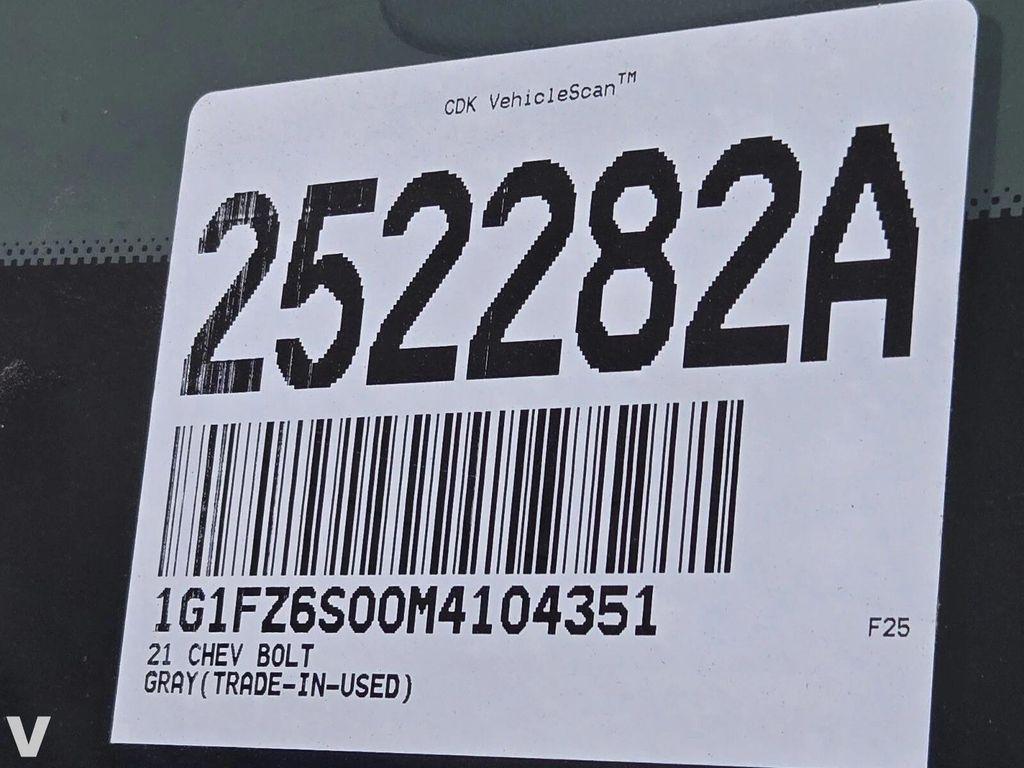 CDK VehicleScan™
252282A
1G1FZ6S00M4104351
F25
21 CHEV BOLT
GRAY(TRADE-IN-USED)
V